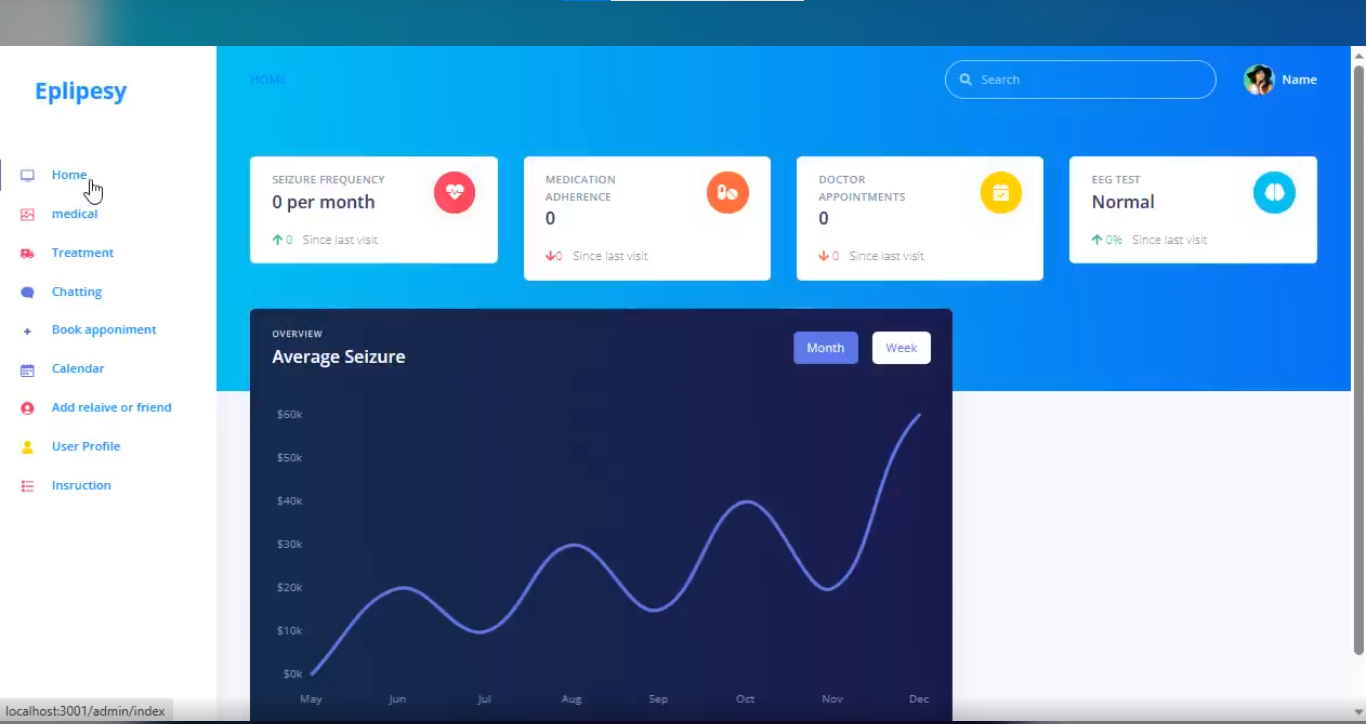 Eplipesy
Home
medical
Treatment
Chatting
Book apponiment
Calendar
Add relaive or friend
User Profile
Insruction
HOME
Search
Name
SEIZURE FREQUENCY
0 per month
0 Since last visit
MEDICATION
ADHERENCE
0
0 Since last visit
DOCTOR
APPOINTMENTS
0
0 Since last visit
EEG TEST
Normal
0% Since last visit
OVERVIEW
Average Seizure
Month
Week
$60k
$50k
$40k
$30k
$20k
$10k
$0k
May Jun Jul Aug Sep Oct Nov Dec
localhost:3001/admin/index